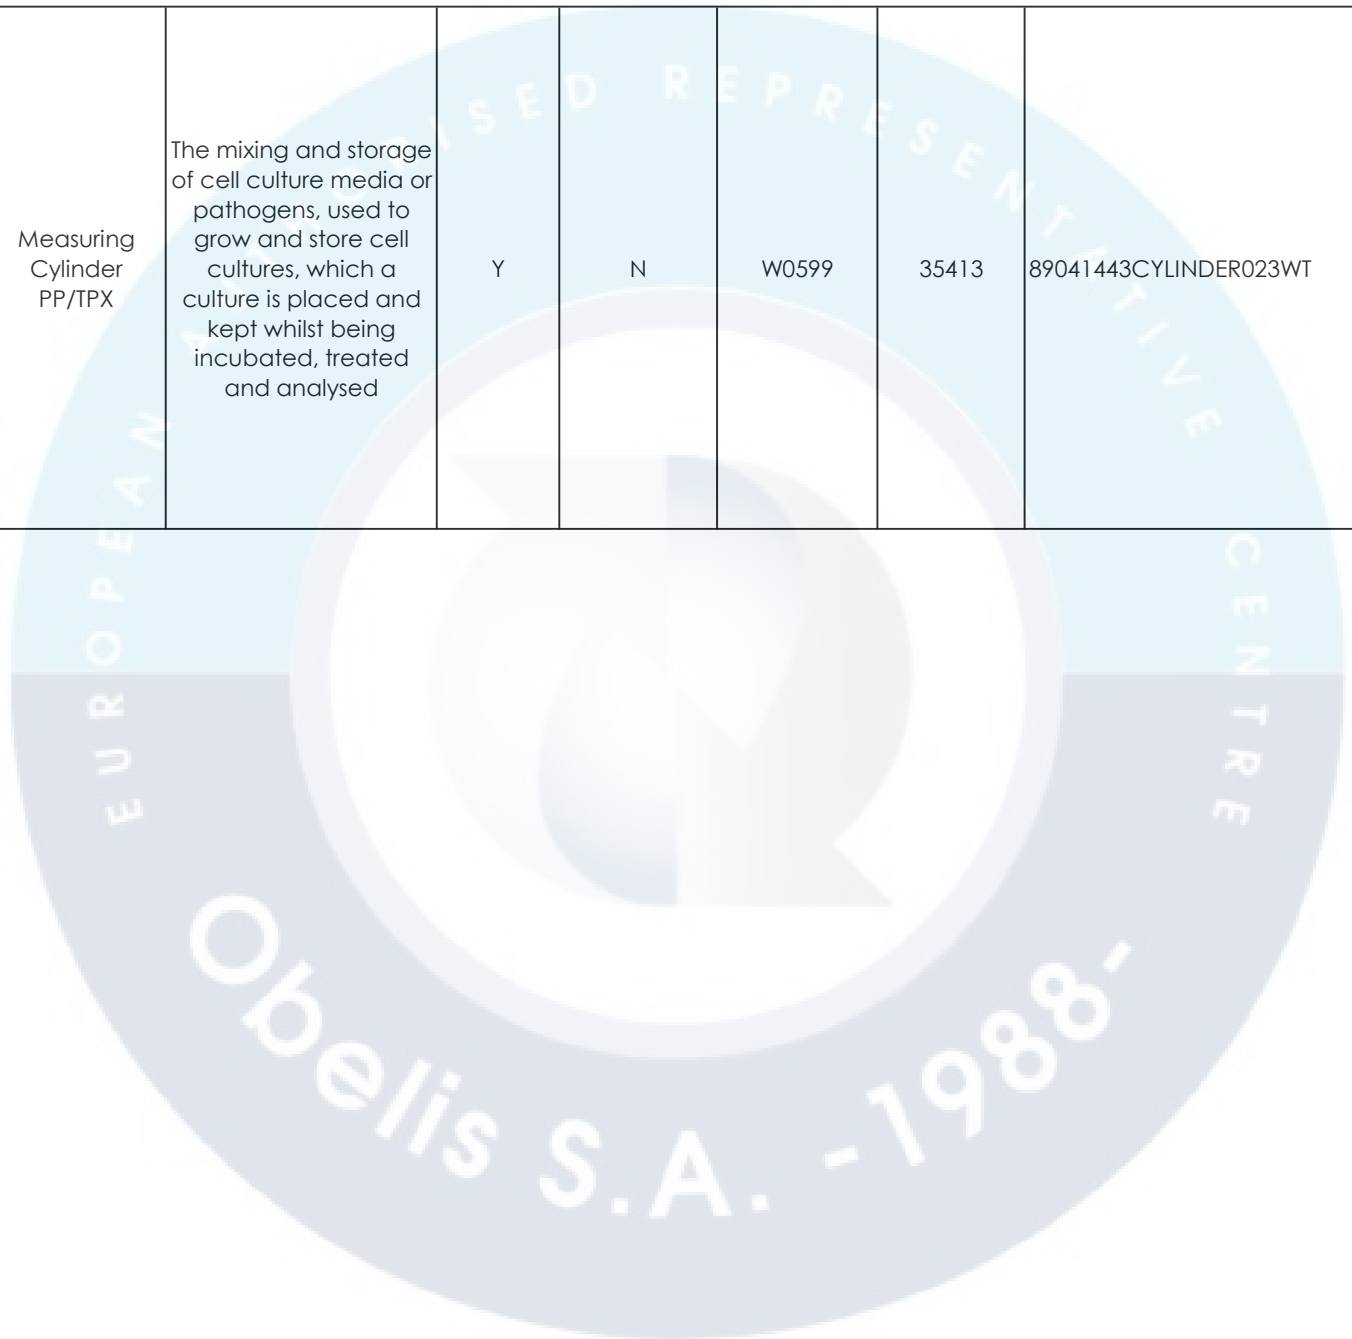 Measuring
Cylinder
PP/TPX
The mixing and storage
of cell culture media or
pathogens, used to
grow and store cell
cultures, which a
culture is placed and
kept whilst being
incubated, treated
and analysed
Y
N
W0599
35413
89041443CYLINDER023WT
EUROPEAN AUTHORISED REPRESENTATIVE CENTRE
Obelis S.A. -1988-